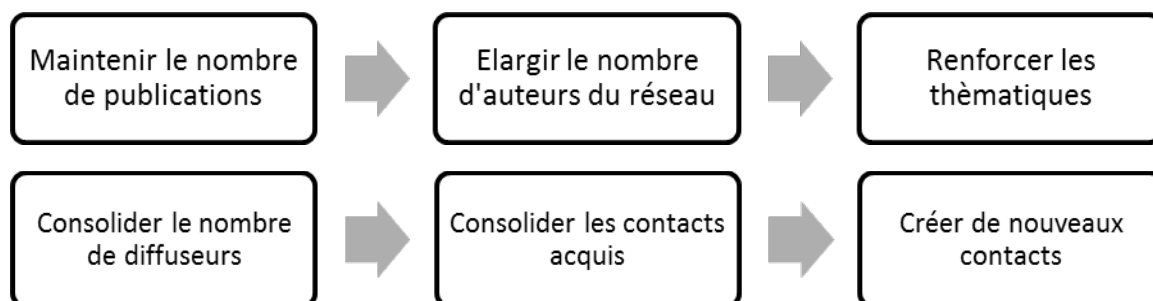 Maintenir le nombre
de publications
Elargir le nombre
d'auteurs du réseau
Renforcer les
thèmatiques
Consolider le nombre
de diffuseurs
Consolider les contacts
acquis
Créer de nouveaux
contacts